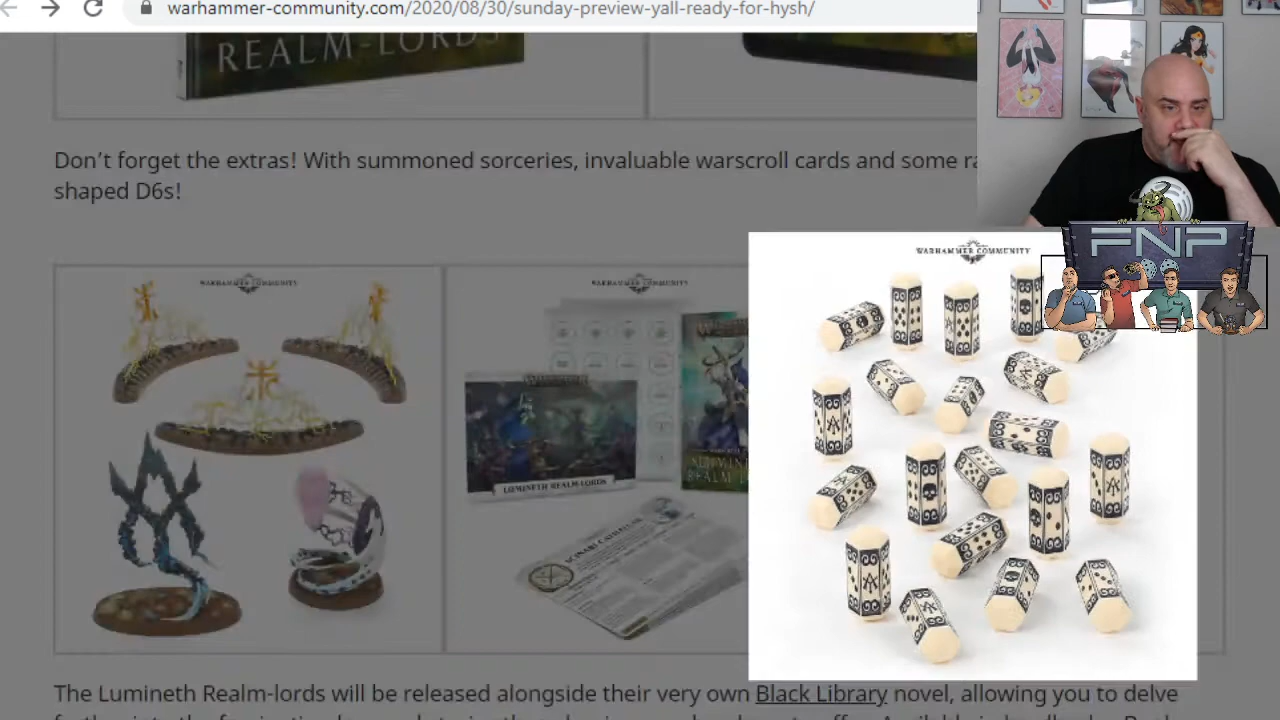 warhammer-community.com/2020/08/30/sunday-preview-yall-ready-for-hysh/
REALM-LORDS
Don't forget the extras! With summoned sorceries, invaluable warscroll cards and some ra
shaped D6s!
WARHAMMER COMMUNITY
WARHAMMER COMMUNITY
WARHAMMER COMMUNITY
FNP
LUMINETH REALM-LORDS
SCINARI CATHALLAR
The Lumineth Realm-lords will be released alongside their very own Black Library novel, allowing you to delve